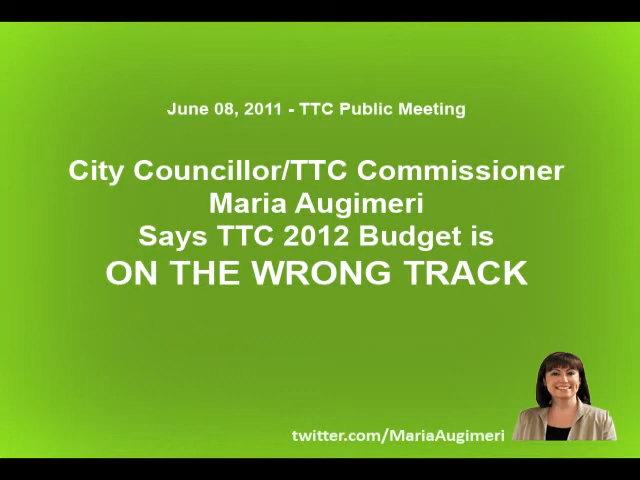 June 08, 2011 - TTC Public Meeting
City Councillor/TTC Commissioner
Maria Augimeri
Says TTC 2012 Budget is
ON THE WRONG TRACK
twitter.com/MariaAugimeri